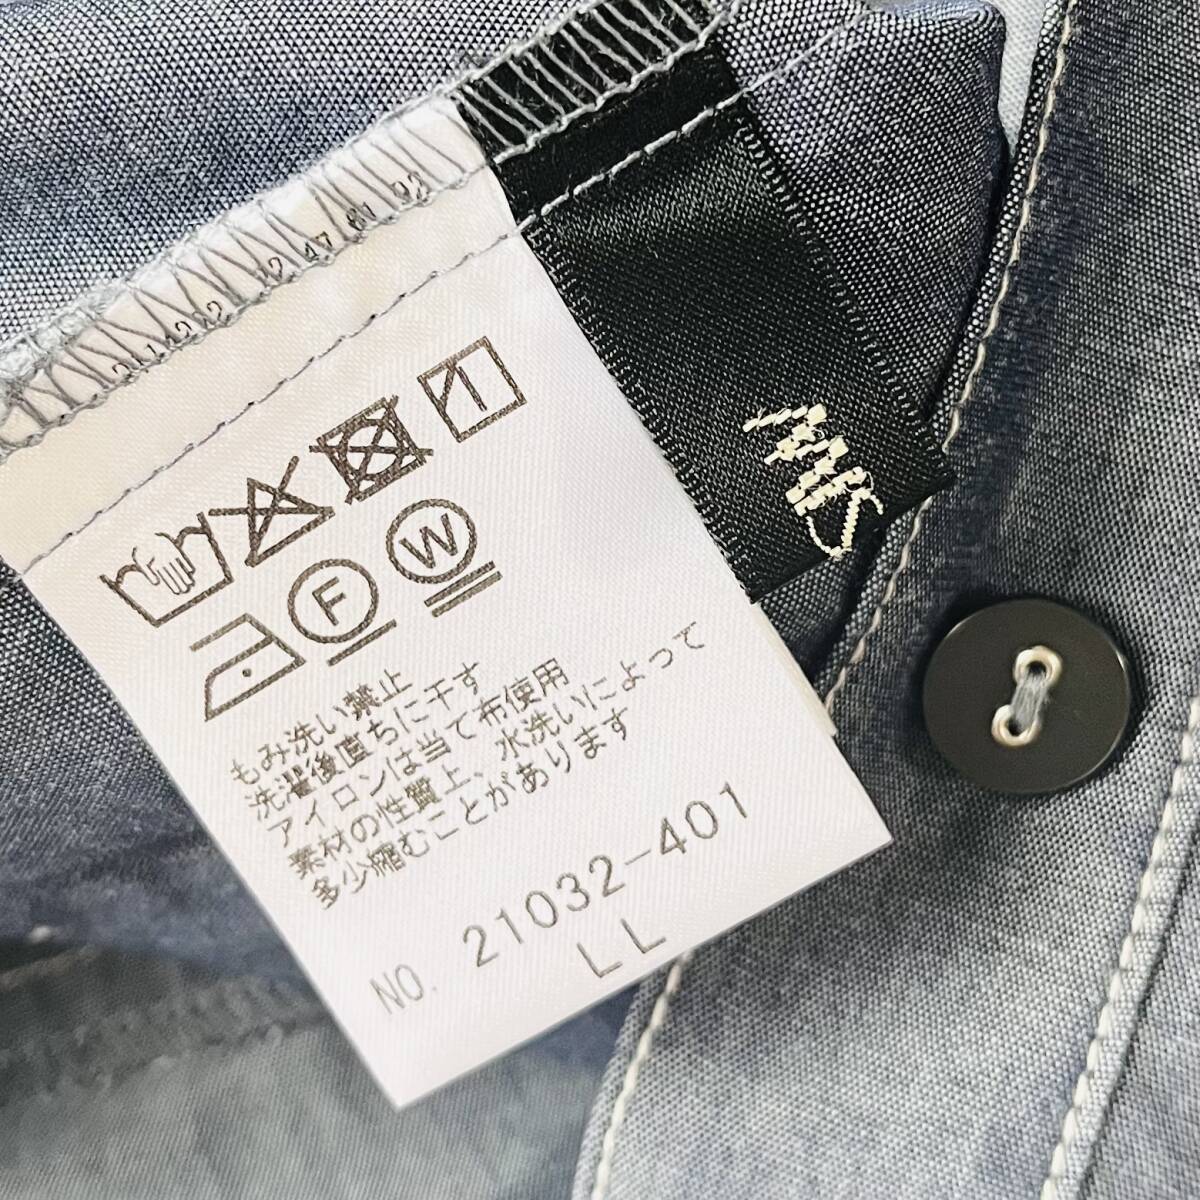 F
W
もみ洗い禁止
洗濯後直ちに干す
アイロンは当て布使用
素材の性質上、水洗いによって
多少縮むことがあります
NO. 21032-401
LL